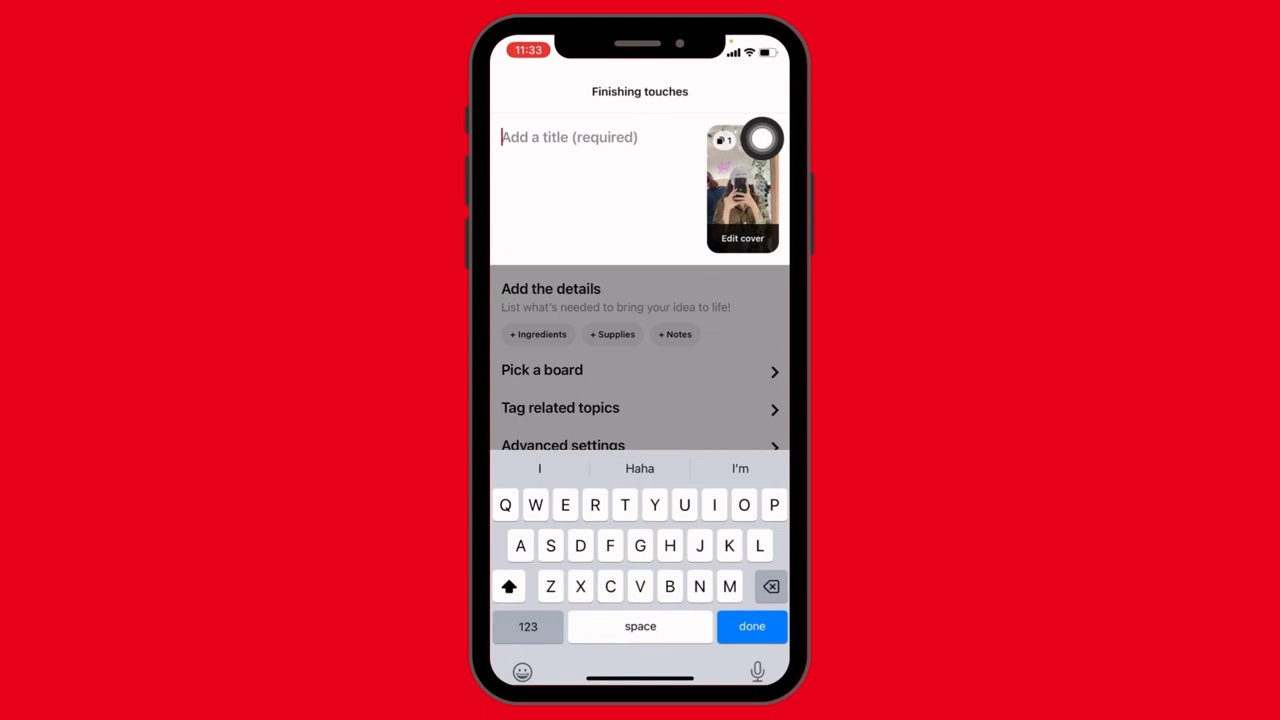 11:33
Finishing touches
Add a title (required)
1
Edit cover
Add the details
List what's needed to bring your idea to life!
+ Ingredients + Supplies + Notes
Pick a board
Tag related topics
Advanced settings
I Haha I'm
Q W E R T Y U I O P
A S D F G H J K L
Z X C V B N M
123 space done